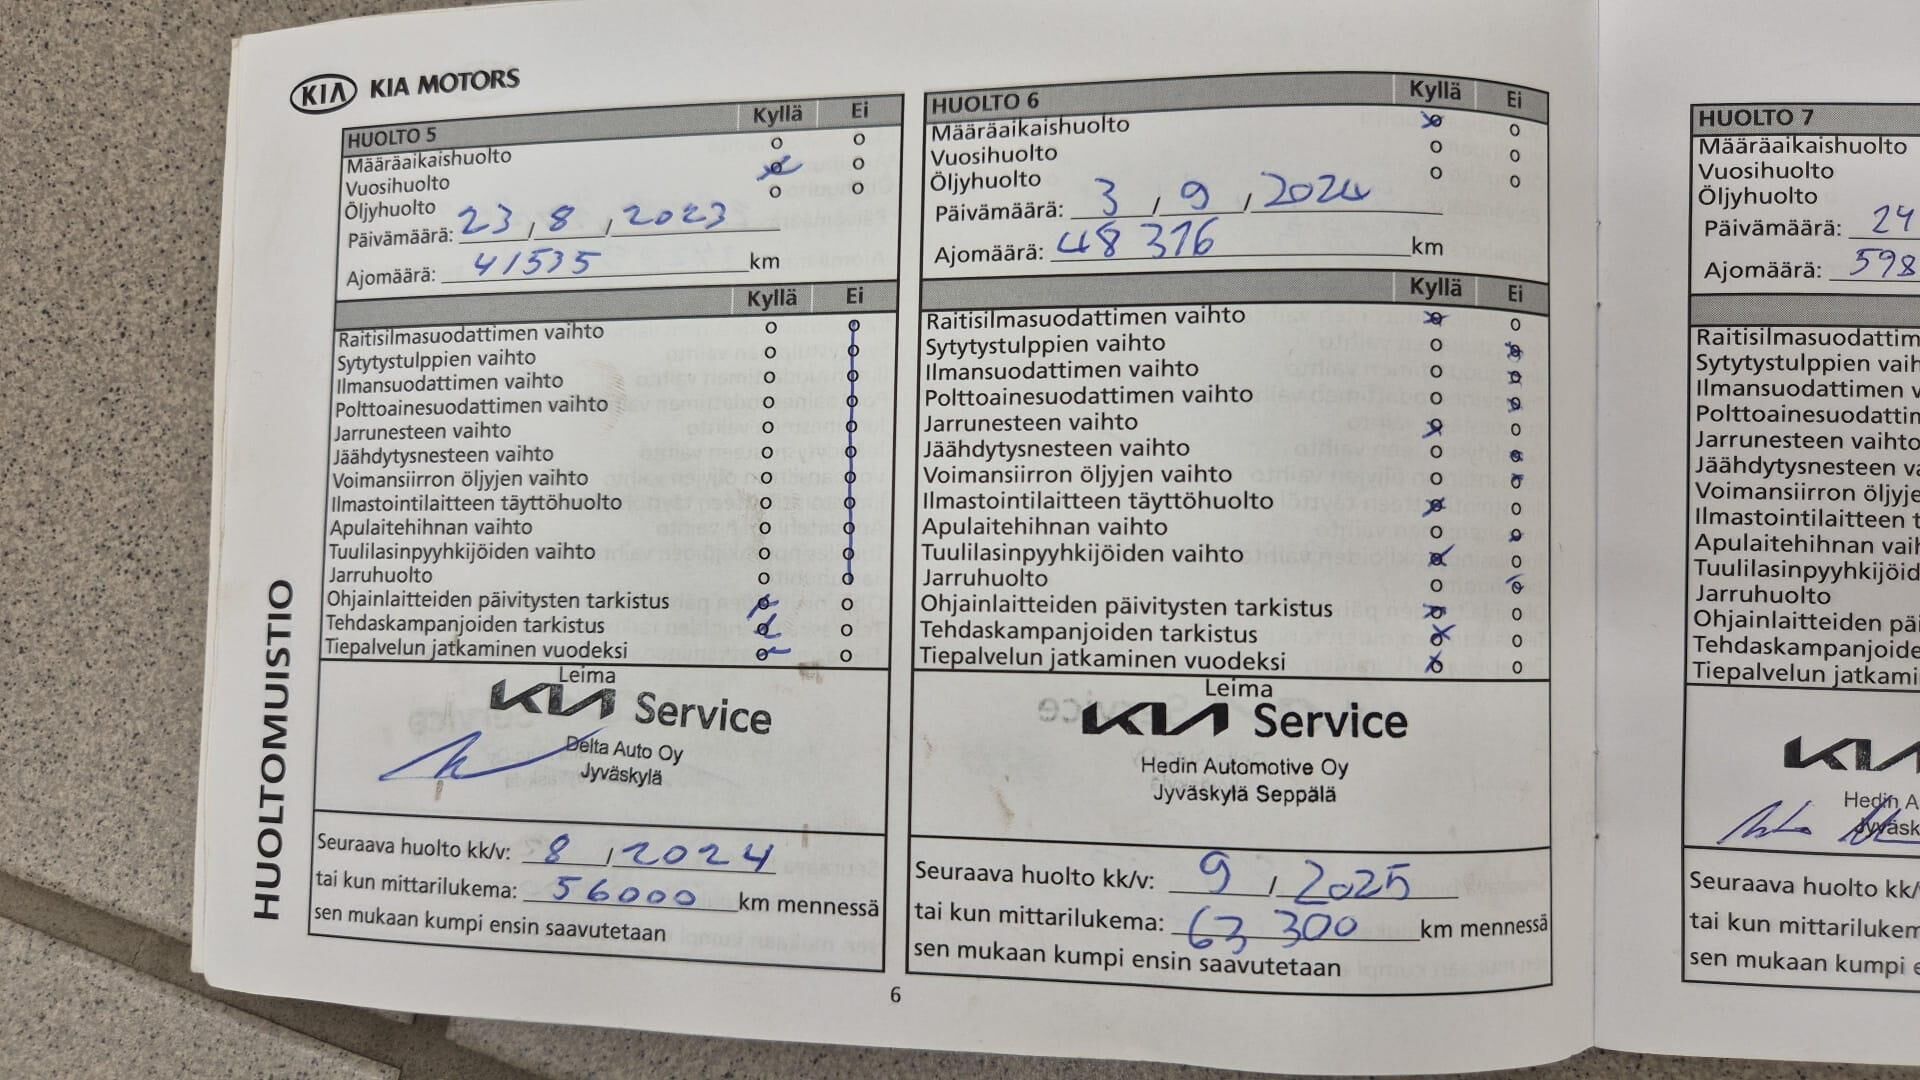 KIA KIA MOTORS
HUOLTOMUISTIO
HUOLTO 5 Kyllä Ei
Määräaikaishuolto o o
Vuosihuolto o o
Öljyhuolto o o
Päivämäärä: 23 / 8 / 2023
Ajomäärä: 41535 km
Kyllä Ei
Raitisilmasuodattimen vaihto o o
Sytytystulppien vaihto o o
Ilmansuodattimen vaihto o o
Polttoainesuodattimen vaihto o o
Jarrunesteen vaihto o o
Jäähdytysnesteen vaihto o o
Voimansiirron öljyjen vaihto o o
Ilmastointilaitteen täyttöhuolto o o
Apulaitehihnan vaihto o o
Tuulilasinpyyhkijöiden vaihto o o
Jarruhuolto o o
Ohjainlaitteiden päivitysten tarkistus o o
Tehdaskampanjoiden tarkistus o o
Tiepalvelun jatkaminen vuodeksi o o
Leima
KIA Service
Delta Auto Oy
Jyväskylä
Seuraava huolto kk/v: 8 / 2024
tai kun mittarilukema: 56000 km mennessä
sen mukaan kumpi ensin saavutetaan
HUOLTO 6 Kyllä Ei
Määräaikaishuolto o o
Vuosihuolto o o
Öljyhuolto o o
Päivämäärä: 3 / 9 / 2024
Ajomäärä: 48 316 km
Kyllä Ei
Raitisilmasuodattimen vaihto o o
Sytytystulppien vaihto o o
Ilmansuodattimen vaihto o o
Polttoainesuodattimen vaihto o o
Jarrunesteen vaihto o o
Jäähdytysnesteen vaihto o o
Voimansiirron öljyjen vaihto o o
Ilmastointilaitteen täyttöhuolto o o
Apulaitehihnan vaihto o o
Tuulilasinpyyhkijöiden vaihto o o
Jarruhuolto o o
Ohjainlaitteiden päivitysten tarkistus o o
Tehdaskampanjoiden tarkistus o o
Tiepalvelun jatkaminen vuodeksi o o
Leima
KIA Service
Hedin Automotive Oy
Jyväskylä Seppälä
Seuraava huolto kk/v: 9 / 2025
tai kun mittarilukema: 63 300 km mennessä
sen mukaan kumpi ensin saavutetaan
6
HUOLTO 7
Määräaikaishuolto
Vuosihuolto
Öljyhuolto
Päivämäärä: 24
Ajomäärä: 598
Raitisilmasuodattim
Sytytystulppien vaih
Ilmansuodattimen v
Polttoainesuodattin
Jarrunesteen vaihto
Jäähdytysnesteen va
Voimansiirron öljyje
Ilmastointilaitteen t
Apulaitehihnan vaih
Tuulilasinpyyhkijöid
Jarruhuolto
Ohjainlaitteiden päi
Tehdaskampanjoide
Tiepalvelun jatkami
KIA
Hedin A
Jyväsk
Seuraava huolto kk/
tai kun mittarilukem
sen mukaan kumpi e